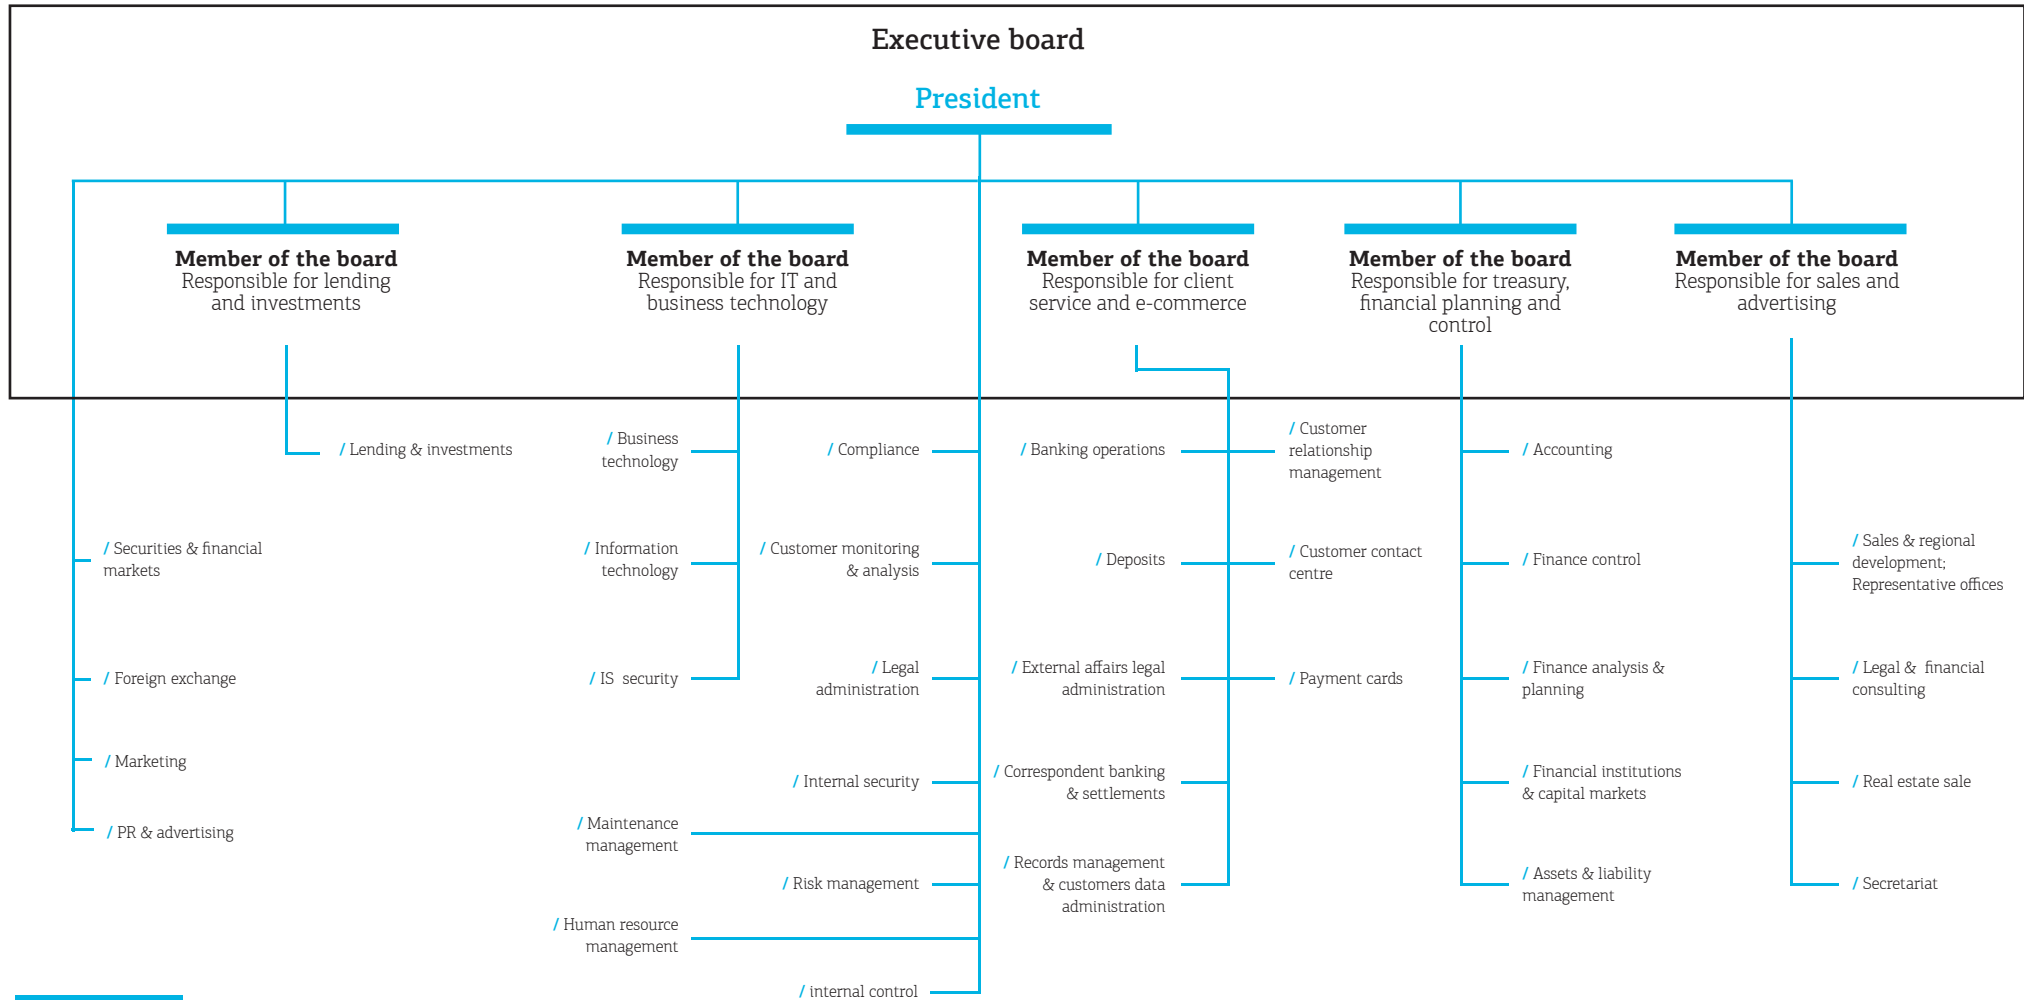 Executive board
President
Member of the board
Responsible for lending
and investments
Member of the board
Responsible for IT and
business technology
Member of the board
Responsible for client
service and e-commerce
Member of the board
Responsible for treasury,
financial planning and
control
Member of the board
Responsible for sales and
advertising
/ Securities & financial
markets
/ Foreign exchange
/ Marketing
/ PR & advertising
/ Lending & investments
/ Business
technology
/ Information
technology
/ IS security
/ Compliance
/ Customer monitoring
& analysis
/ Legal
administration
/ Internal security
/ Maintenance
management
/ Risk management
/ Human resource
management
/ internal control
/ Banking operations
/ Deposits
/ External affairs legal
administration
/ Correspondent banking
& settlements
/ Records management
& customers data
administration
/ Customer
relationship
management
/ Customer contact
centre
/ Payment cards
/ Accounting
/ Finance control
/ Finance analysis &
planning
/ Financial institutions
& capital markets
/ Assets & liability
management
/ Sales & regional
development;
Representative offices
/ Legal & financial
consulting
/ Real estate sale
/ Secretariat